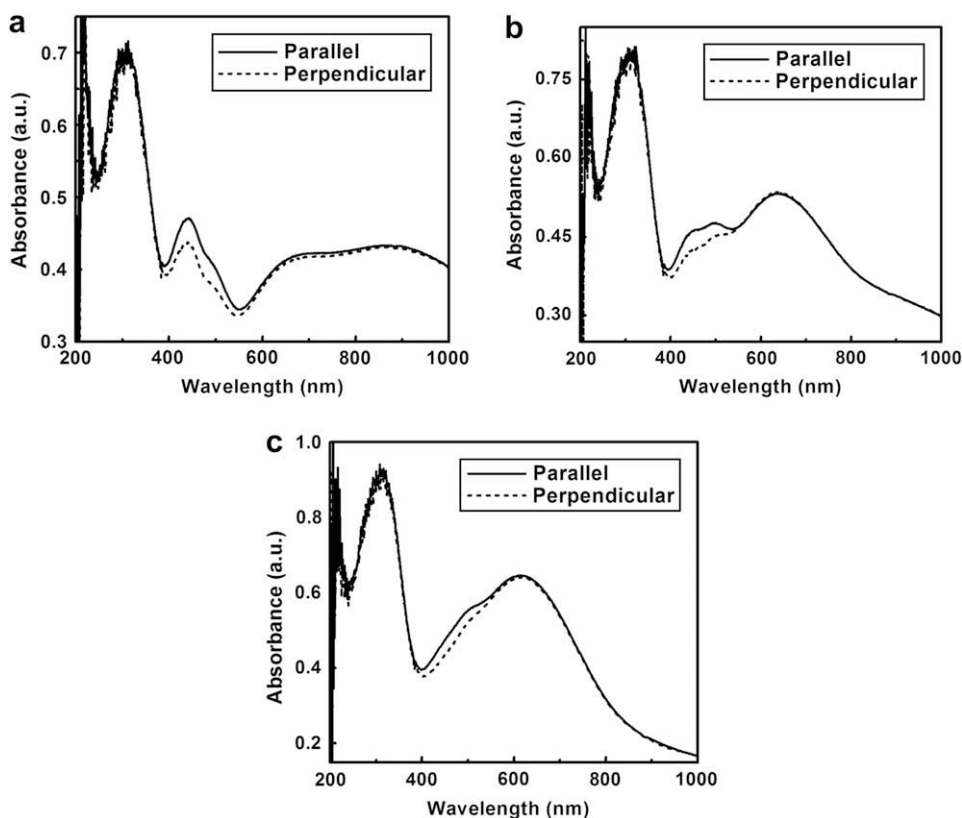 a
Parallel
Perpendicular
0.7
0.6
0.5
0.4
0.3
Absorbance (a.u.)
200 400 600 800 1000
Wavelength (nm)
b
Parallel
Perpendicular
0.75
0.60
0.45
0.30
Absorbance (a.u.)
200 400 600 800 1000
Wavelength (nm)
c
Parallel
Perpendicular
1.0
0.8
0.6
0.4
0.2
Absorbance (a.u.)
200 400 600 800 1000
Wavelength (nm)